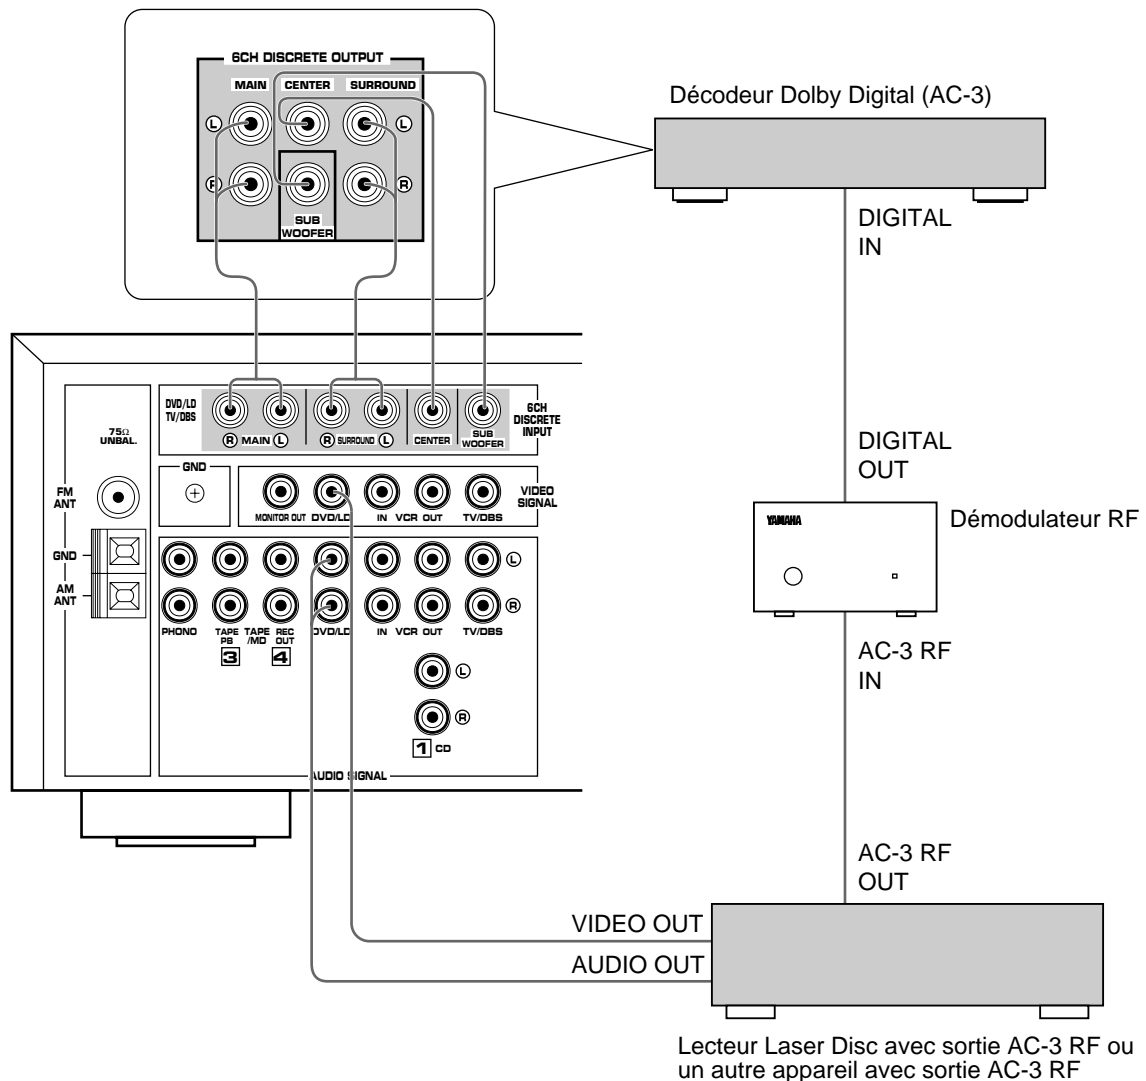 6CH DISCRETE OUTPUT
MAIN CENTER SURROUND
L L
R R
SUB
WOOFER
Décodeur Dolby Digital (AC-3)
DIGITAL
IN
DIGITAL
OUT
YAMAHA
Démodulateur RF
AC-3 RF
IN
AC-3 RF
OUT
DVD/LD
TV/DBS
R MAIN L
R SURROUND L
CENTER
SUB
WOOFER
6CH
DISCRETE
INPUT
75Ω
UNBAL.
FM
ANT
GND
AM
ANT
GND
MONITOR OUT DVD/LD IN VCR OUT TV/DBS
VIDEO
SIGNAL
L
R
PHONO
TAPE
PB
3
TAPE
/MD
REC
OUT
4
DVD/LD IN VCR OUT TV/DBS
L
R
1 CD
AUDIO SIGNAL
VIDEO OUT
AUDIO OUT
Lecteur Laser Disc avec sortie AC-3 RF ou
un autre appareil avec sortie AC-3 RF